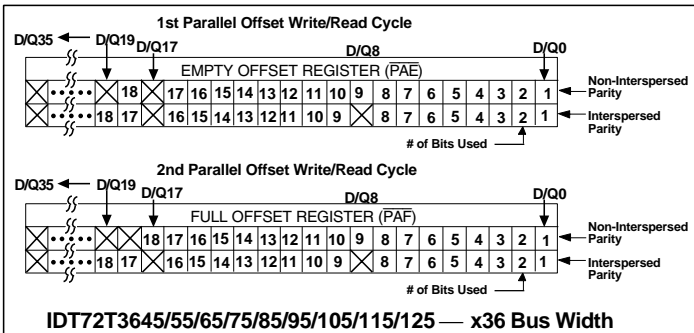 1st Parallel Offset Write/Read Cycle
D/Q35 D/Q19 D/Q17 D/Q8 D/Q0
EMPTY OFFSET REGISTER (PAE)
18 17 16 15 14 13 12 11 10 9 8 7 6 5 4 3 2 1 Non-Interspersed Parity
18 17 16 15 14 13 12 11 10 9 8 7 6 5 4 3 2 1 Interspersed Parity
# of Bits Used
2nd Parallel Offset Write/Read Cycle
D/Q35 D/Q19 D/Q17 D/Q8 D/Q0
FULL OFFSET REGISTER (PAF)
18 17 16 15 14 13 12 11 10 9 8 7 6 5 4 3 2 1 Non-Interspersed Parity
18 17 16 15 14 13 12 11 10 9 8 7 6 5 4 3 2 1 Interspersed Parity
# of Bits Used
IDT72T3645/55/65/75/85/95/105/115/125 — x36 Bus Width